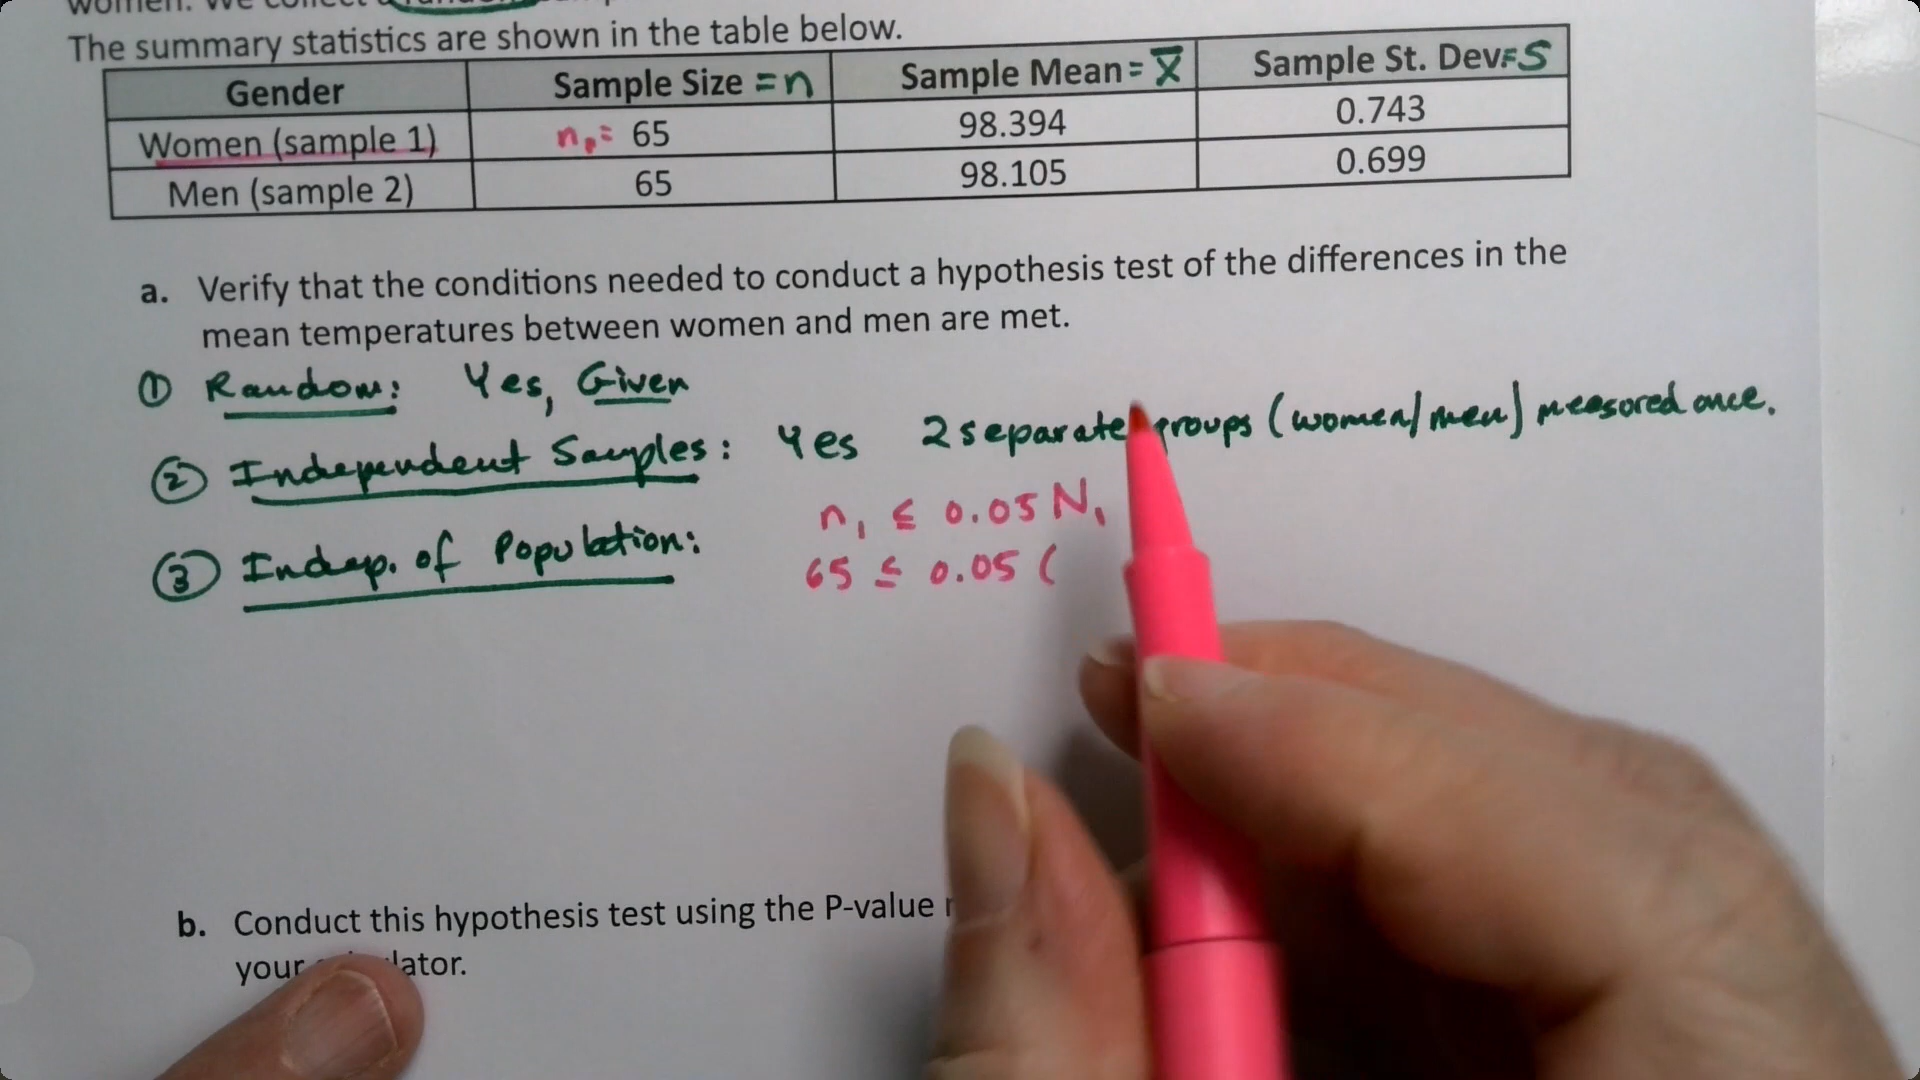 The summary statistics are shown in the table below.
Gender Sample Size = n Sample Mean = x̅ Sample St. Dev = S
Women (sample 1) n₁ = 65 98.394 0.743
Men (sample 2) 65 98.105 0.699
a. Verify that the conditions needed to conduct a hypothesis test of the differences in the
mean temperatures between women and men are met.
① Random: Yes, Given
② Independent Samples: Yes 2 separate groups (women/men) measured once.
③ Indep. of Population: n₁ ≤ 0.05 N₁
65 ≤ 0.05 (
b. Conduct this hypothesis test using the P-value
your